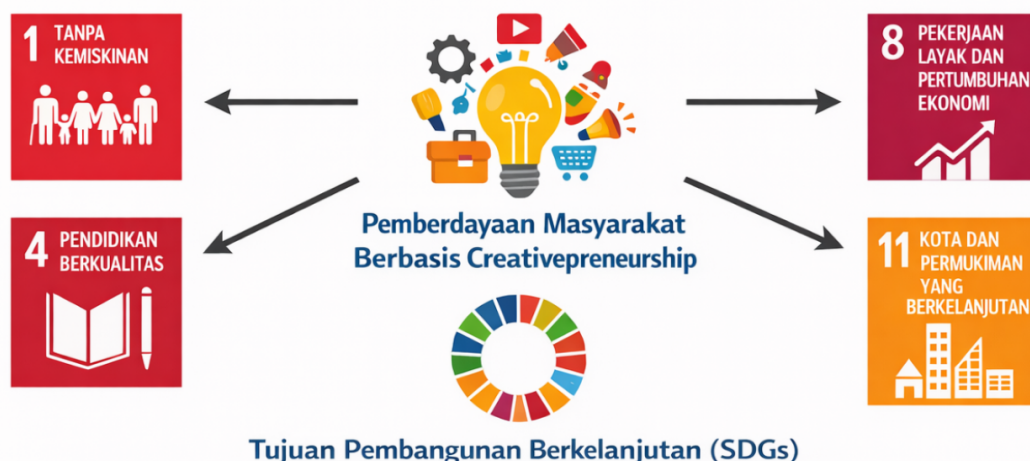 1 TANPA
KEMISKINAN
4 PENDIDIKAN
BERKUALITAS
Pemberdayaan Masyarakat
Berbasis Creativepreneurship
Tujuan Pembangunan Berkelanjutan (SDGs)
8 PEKERJAAN
LAYAK DAN
PERTUMBUHAN
EKONOMI
11 KOTA DAN
PERMUKIMAN
YANG
BERKELANJUTAN